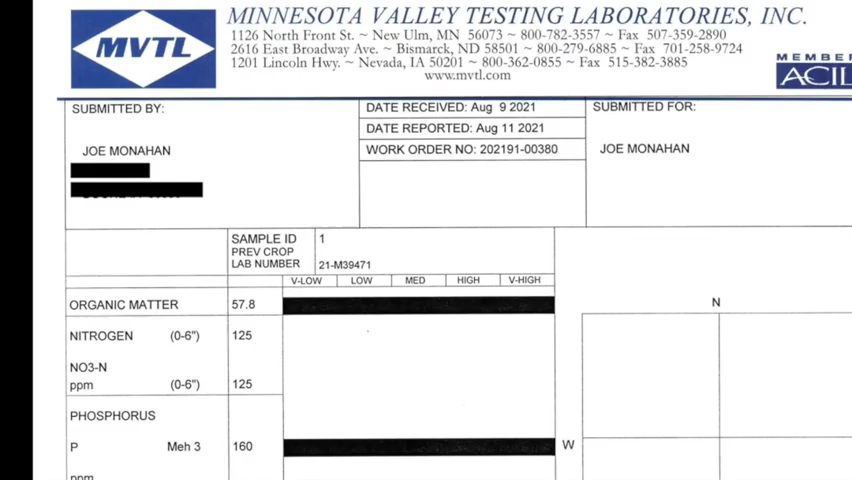 MVTL
MINNESOTA VALLEY TESTING LABORATORIES, INC.
1126 North Front St. ~ New Ulm, MN 56073 ~ 800-782-3557 ~ Fax 507-359-2890
2616 East Broadway Ave. ~ Bismarck, ND 58501 ~ 800-279-6885 ~ Fax 701-258-9724
1201 Lincoln Hwy. ~ Nevada, IA 50201 ~ 800-362-0855 ~ Fax 515-382-3885
www.mvtl.com
MEMBER
ACIL
SUBMITTED BY:
JOE MONAHAN
DATE RECEIVED: Aug 9 2021
DATE REPORTED: Aug 11 2021
WORK ORDER NO: 202191-00380
SUBMITTED FOR:
JOE MONAHAN
SAMPLE ID 1
PREV CROP
LAB NUMBER 21-M39471
V-LOW LOW MED HIGH V-HIGH
ORGANIC MATTER 57.8
N
NITROGEN (0-6") 125
NO3-N
ppm (0-6") 125
PHOSPHORUS
P Meh 3 160
W
ppm